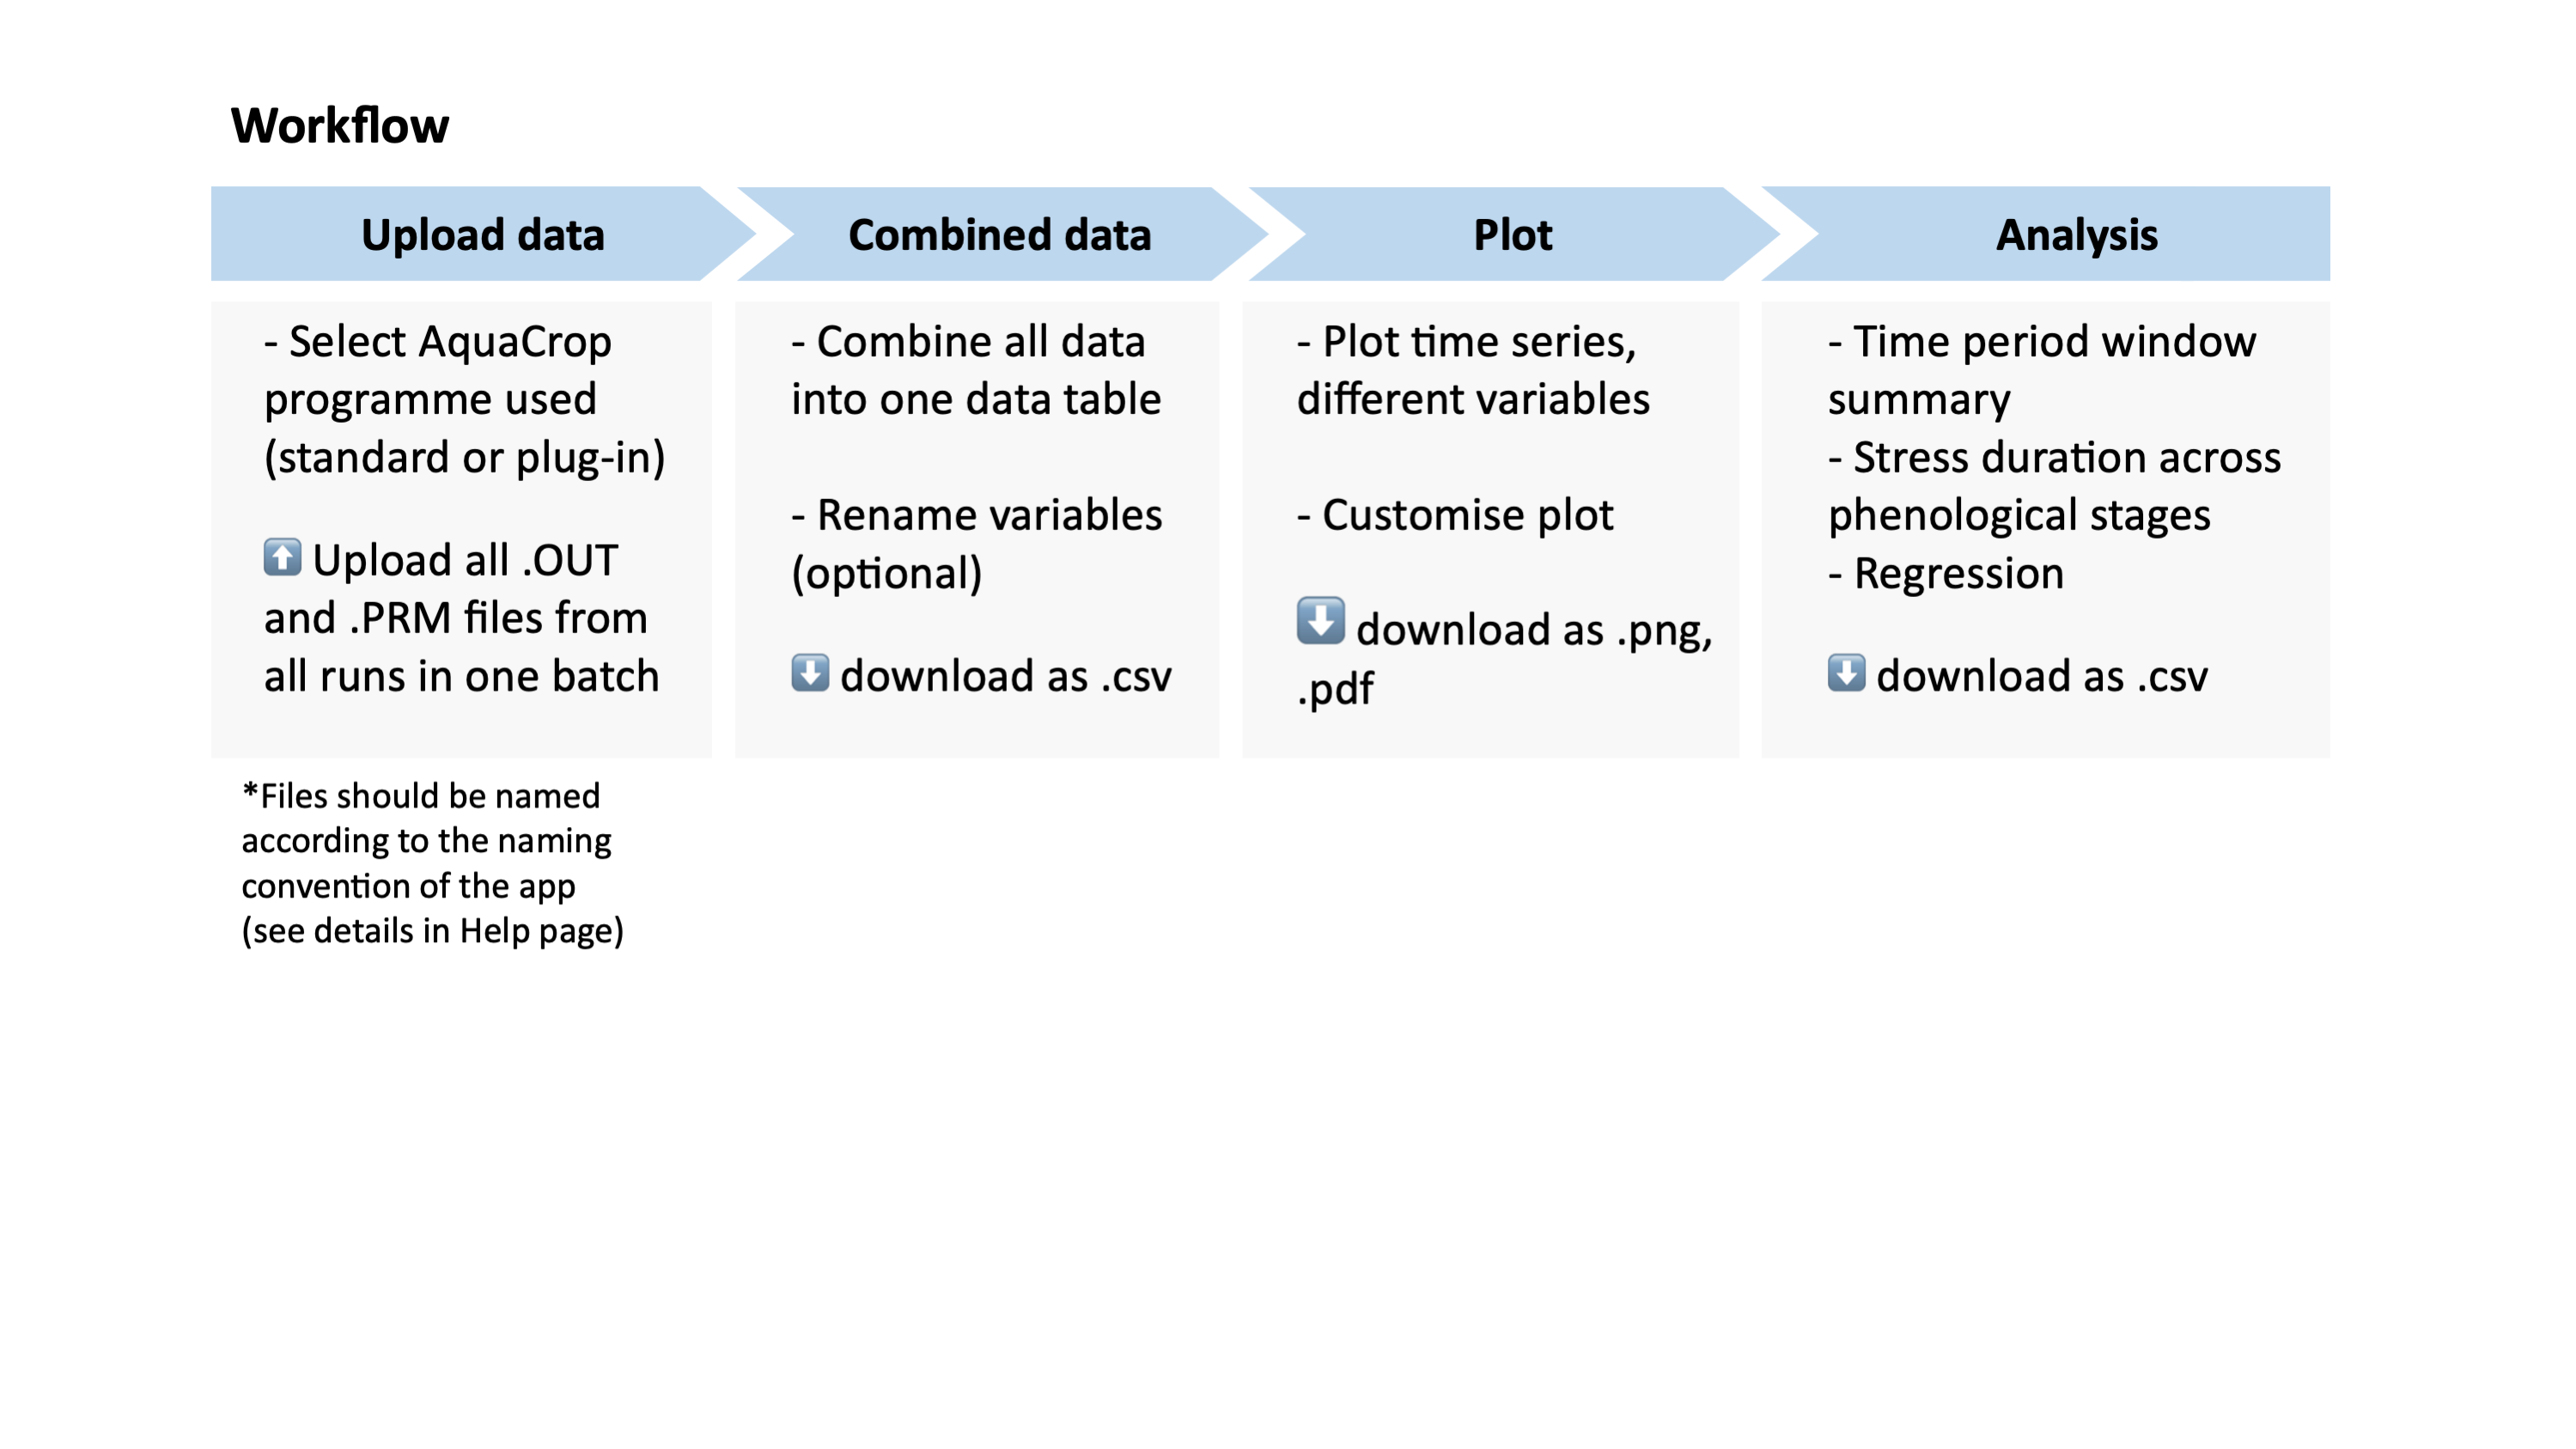 Workflow
Upload data
Combined data
Plot
Analysis
- Select AquaCrop
programme used
(standard or plug-in)
⬆️ Upload all .OUT
and .PRM files from
all runs in one batch
*Files should be named
according to the naming
convention of the app
(see details in Help page)
- Combine all data
into one data table
- Rename variables
(optional)
⬇️ download as .csv
- Plot time series,
different variables
- Customise plot
⬇️ download as .png,
.pdf
- Time period window
summary
- Stress duration across
phenological stages
- Regression
⬇️ download as .csv